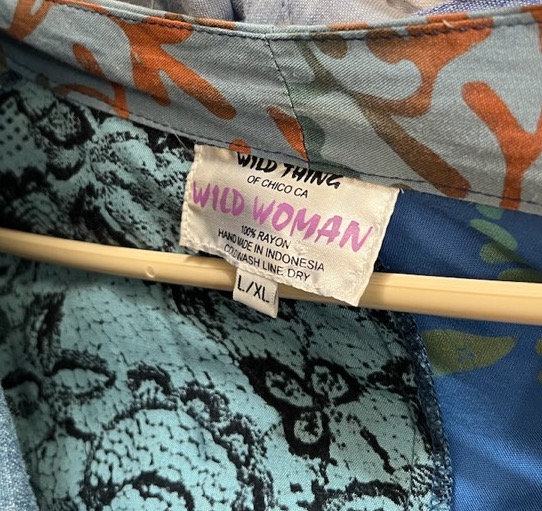 WILD THING
OF CHICO CA
WILD WOMAN
100% RAYON
HAND MADE IN INDONESIA
COLD WASH LINE DRY
L/XL